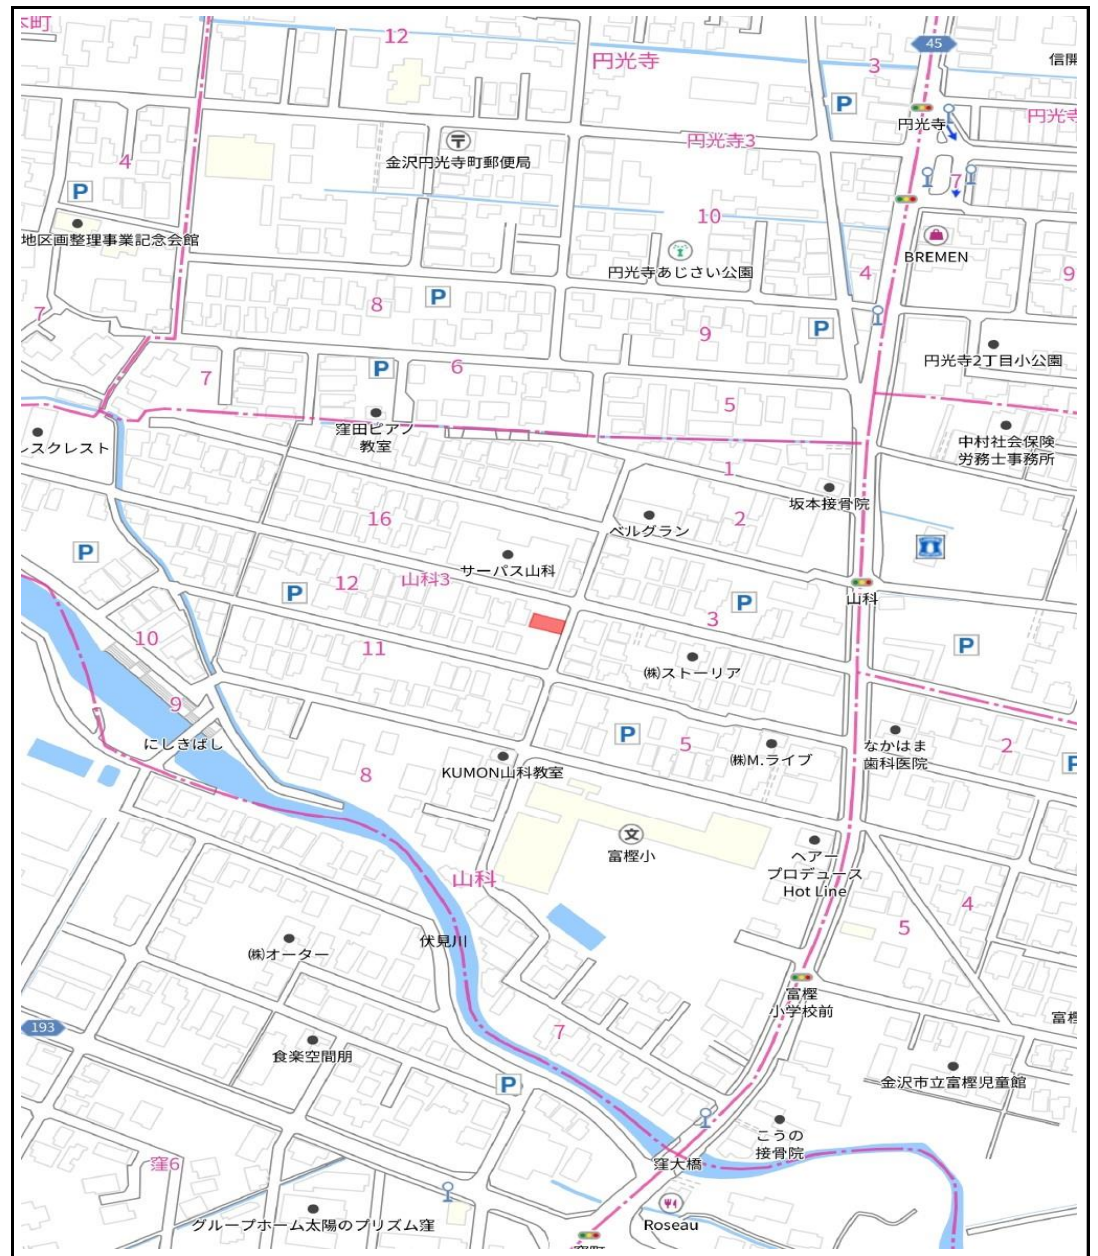 12
円光寺
3
45
P
円光寺
円光寺3
4
金沢円光寺町郵便局
P
7
10
地区画整理事業記念会館
円光寺あじさい公園
BREMEN
4
9
7
8
P
9
P
円光寺2丁目小公園
7
P
6
5
窪田ピアノ
教室
中村社会保険
労務士事務所
1
坂本接骨院
16
ベルグラン
2
P
サーパス山科
12
山科3
P
P
3
山科
10
11
P
(株)ストーリア
9
にしきばし
P
5
㈱M.ライブ
なかはま
歯科医院
2
P
8
KUMON山科教室
文
富樫小
ヘアー
プロデュース
Hot Line
山科
4
5
伏見川
(株)オーター
富樫
小学校前
193
食楽空間朋
7
P
金沢市立富樫児童館
こうの
接骨院
窪6
窪大橋
グループホーム太陽のプリズム窪
Roseau